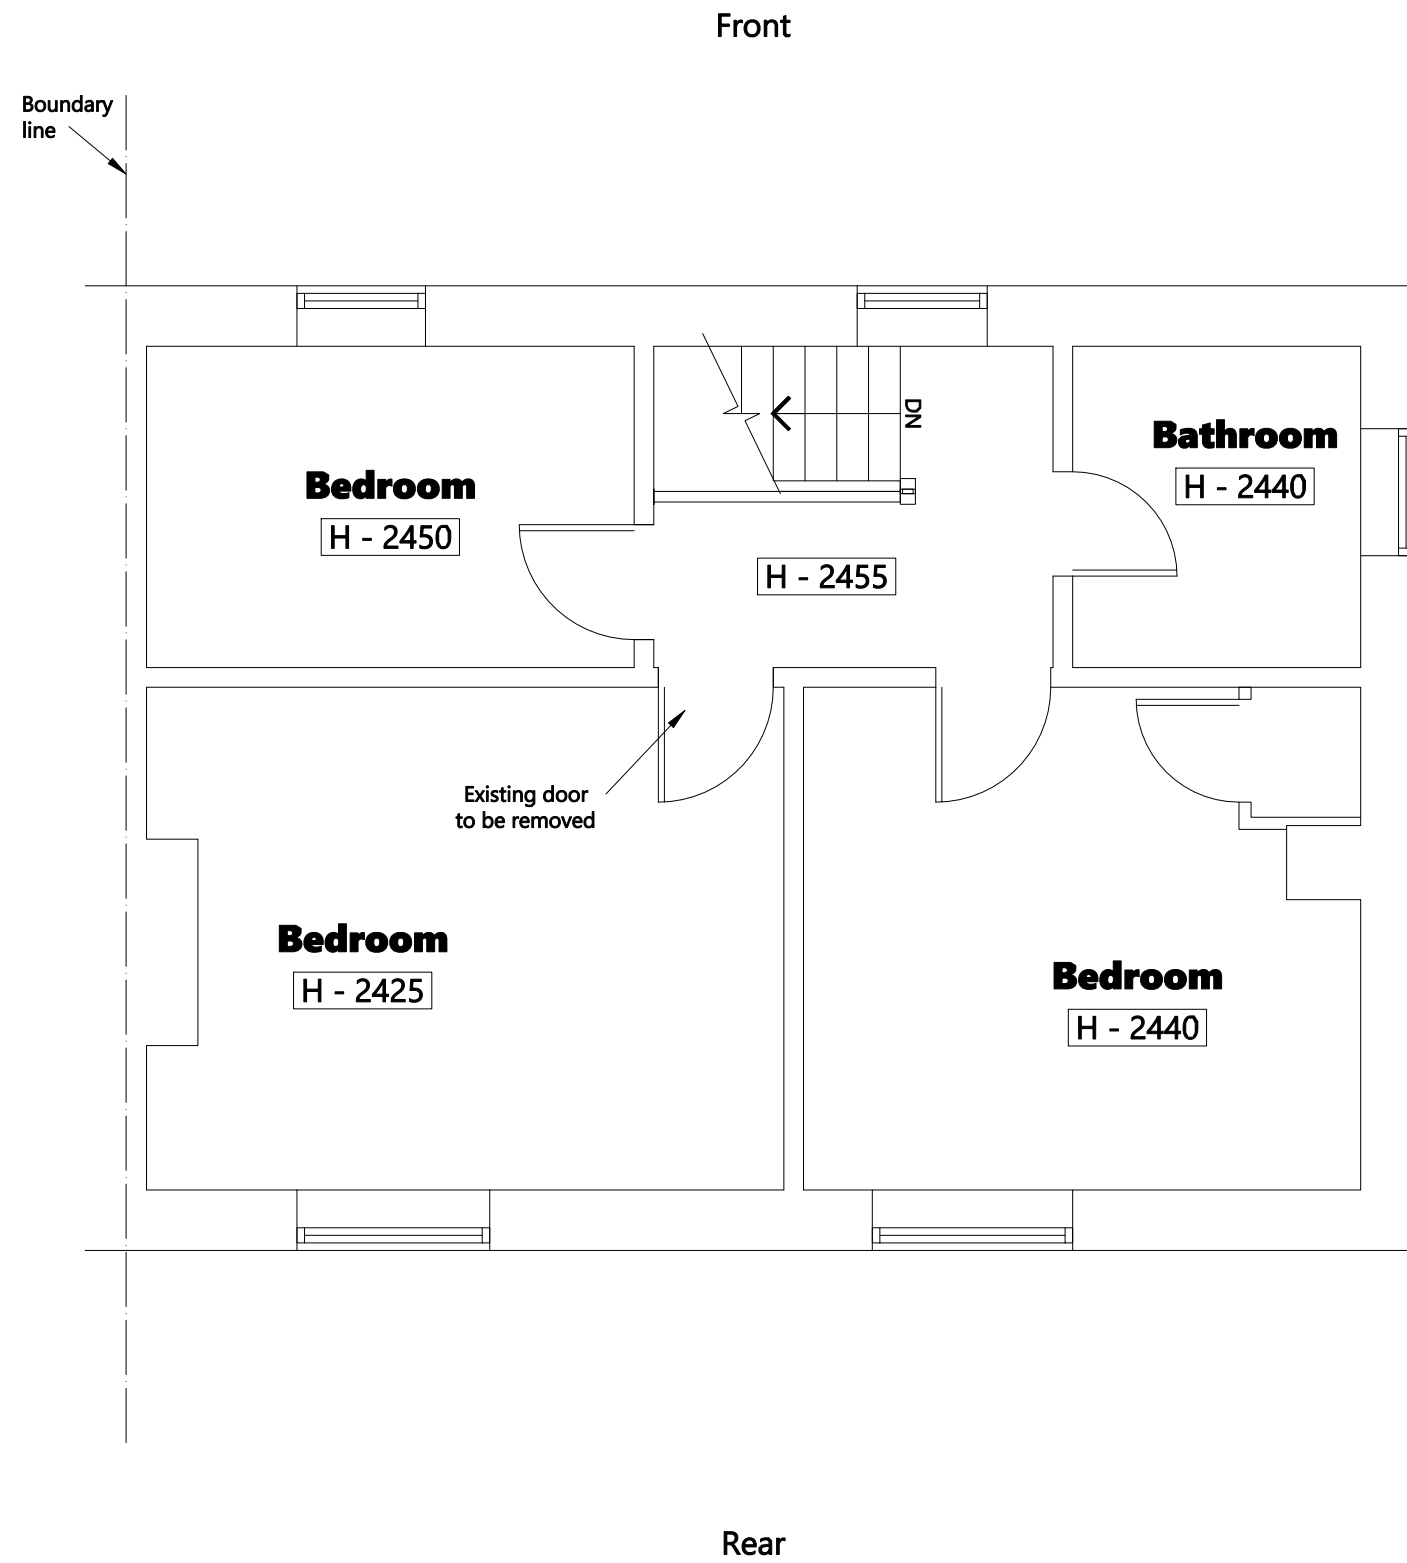 Front
Boundary
line
DN
Bathroom
H - 2440
Bedroom
H - 2450
H - 2455
Existing door
to be removed
Bedroom
H - 2425
Bedroom
H - 2440
Rear